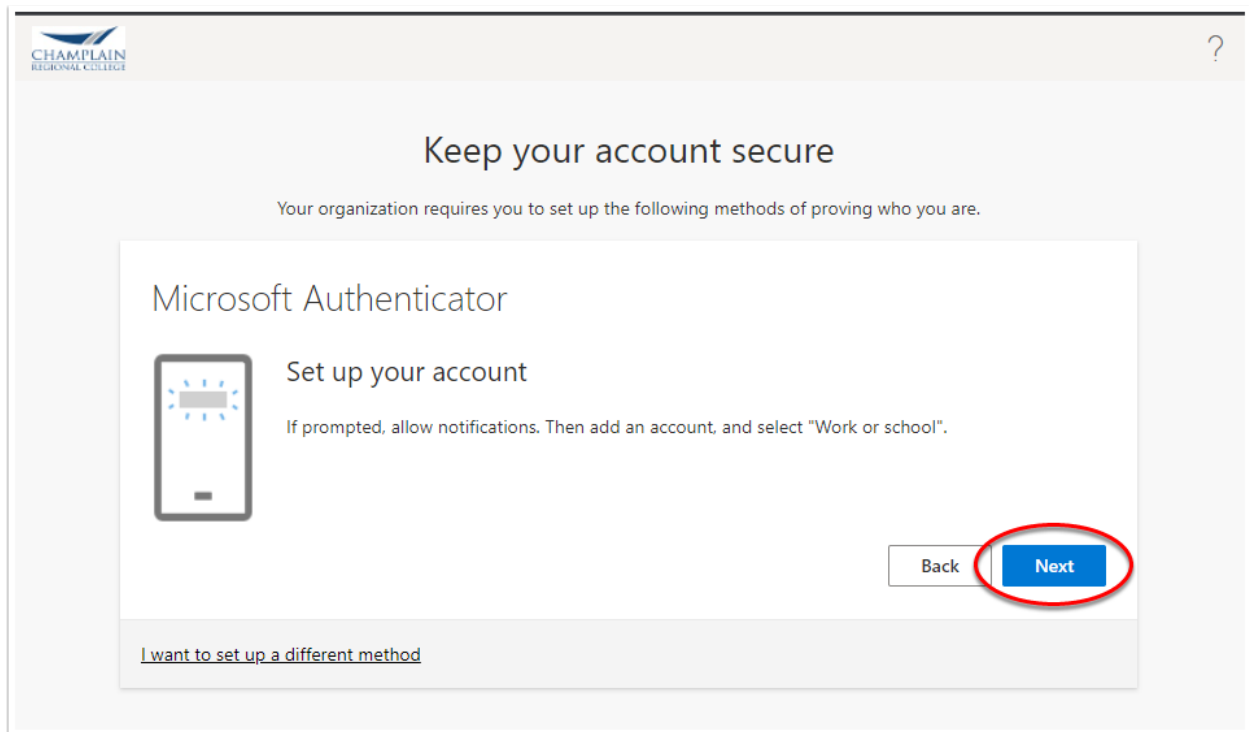 CHAMPLAIN
REGIONAL COLLEGE
?
Keep your account secure
Your organization requires you to set up the following methods of proving who you are.
Microsoft Authenticator
Set up your account
If prompted, allow notifications. Then add an account, and select "Work or school".
Back Next
I want to set up a different method